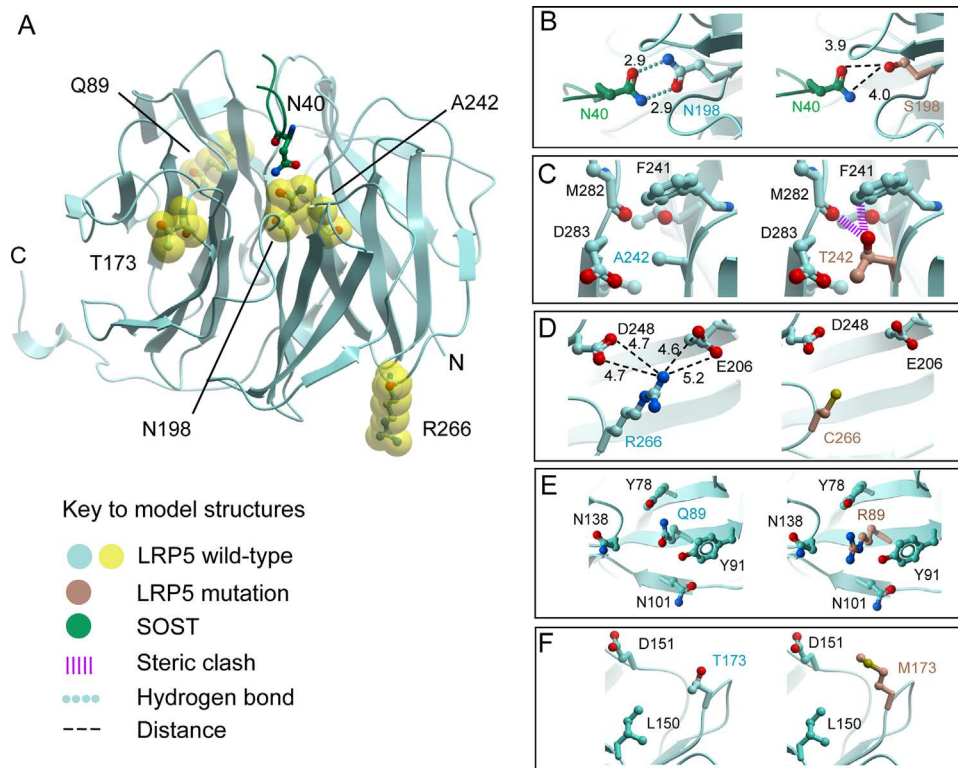 A
Q89
N40
A242
C
T173
N
N198
R266
Key to model structures
LRP5 wild-type
LRP5 mutation
SOST
Steric clash
Hydrogen bond
Distance
B
2.9
2.9
N40
N198
3.9
4.0
N40
S198
C
F241
M282
D283
A242
F241
M282
D283
T242
D
D248
4.7
4.6
4.7
5.2
E206
R266
D248
E206
C266
E
Y78
N138
Q89
Y91
N101
Y78
N138
R89
Y91
N101
F
D151
T173
L150
D151
M173
L150